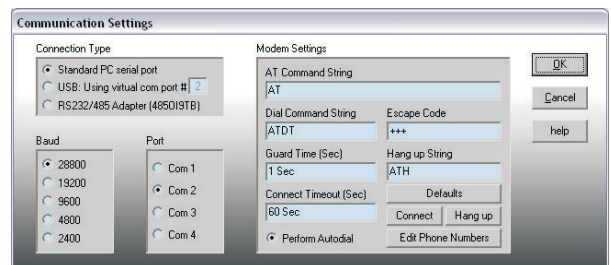 Communication Settings
Connection Type
Standard PC serial port
USB: Using virtual com port # 2
RS232/485 Adapter (485OI9TB)
Baud
28800
19200
9600
4800
2400
Port
Com 1
Com 2
Com 3
Com 4
Modem Settings
AT Command String
AT
Dial Command String
ATDT
Escape Code
+++
Guard Time (Sec)
1 Sec
Hang up String
ATH
Connect Timeout (Sec)
60 Sec
Defaults
Connect
Hang up
Perform Autodial
Edit Phone Numbers
OK
Cancel
help